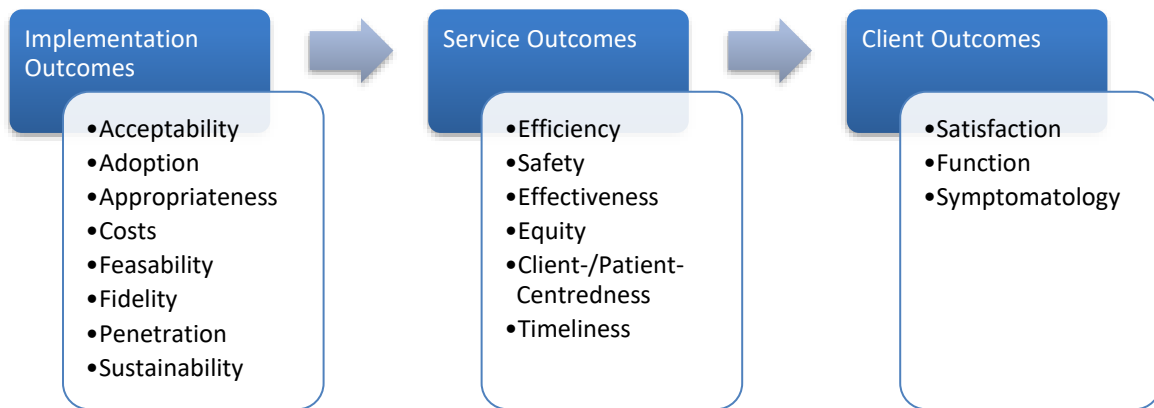 Implementation
Outcomes
•Acceptability
•Adoption
•Appropriateness
•Costs
•Feasability
•Fidelity
•Penetration
•Sustainability
Service Outcomes
•Efficiency
•Safety
•Effectiveness
•Equity
•Client-/Patient-
Centredness
•Timeliness
Client Outcomes
•Satisfaction
•Function
•Symptomatology